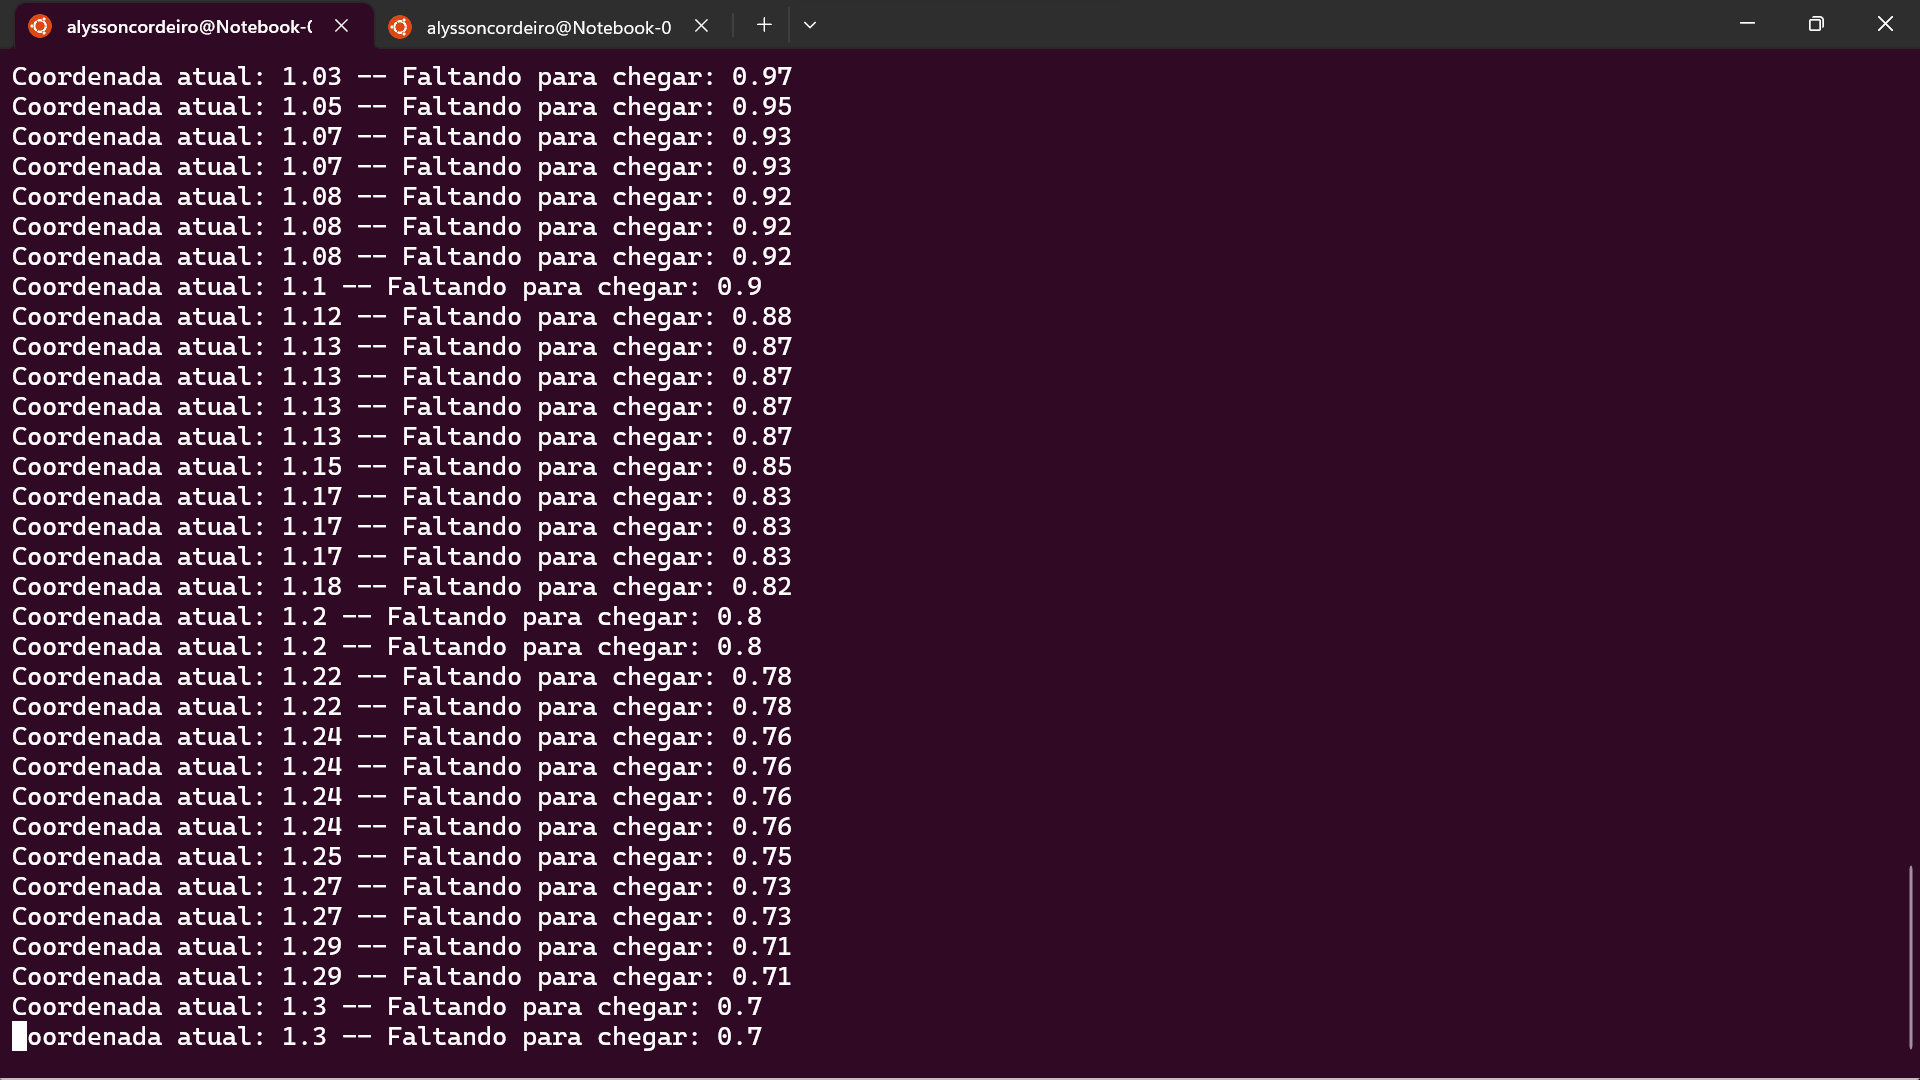 alyssoncordeiro@Notebook-0
alyssoncordeiro@Notebook-0
Coordenada atual: 1.03 -- Faltando para chegar: 0.97
Coordenada atual: 1.05 -- Faltando para chegar: 0.95
Coordenada atual: 1.07 -- Faltando para chegar: 0.93
Coordenada atual: 1.07 -- Faltando para chegar: 0.93
Coordenada atual: 1.08 -- Faltando para chegar: 0.92
Coordenada atual: 1.08 -- Faltando para chegar: 0.92
Coordenada atual: 1.08 -- Faltando para chegar: 0.92
Coordenada atual: 1.1 -- Faltando para chegar: 0.9
Coordenada atual: 1.12 -- Faltando para chegar: 0.88
Coordenada atual: 1.13 -- Faltando para chegar: 0.87
Coordenada atual: 1.13 -- Faltando para chegar: 0.87
Coordenada atual: 1.13 -- Faltando para chegar: 0.87
Coordenada atual: 1.13 -- Faltando para chegar: 0.87
Coordenada atual: 1.15 -- Faltando para chegar: 0.85
Coordenada atual: 1.17 -- Faltando para chegar: 0.83
Coordenada atual: 1.17 -- Faltando para chegar: 0.83
Coordenada atual: 1.17 -- Faltando para chegar: 0.83
Coordenada atual: 1.18 -- Faltando para chegar: 0.82
Coordenada atual: 1.2 -- Faltando para chegar: 0.8
Coordenada atual: 1.2 -- Faltando para chegar: 0.8
Coordenada atual: 1.22 -- Faltando para chegar: 0.78
Coordenada atual: 1.22 -- Faltando para chegar: 0.78
Coordenada atual: 1.24 -- Faltando para chegar: 0.76
Coordenada atual: 1.24 -- Faltando para chegar: 0.76
Coordenada atual: 1.24 -- Faltando para chegar: 0.76
Coordenada atual: 1.24 -- Faltando para chegar: 0.76
Coordenada atual: 1.25 -- Faltando para chegar: 0.75
Coordenada atual: 1.27 -- Faltando para chegar: 0.73
Coordenada atual: 1.27 -- Faltando para chegar: 0.73
Coordenada atual: 1.29 -- Faltando para chegar: 0.71
Coordenada atual: 1.29 -- Faltando para chegar: 0.71
Coordenada atual: 1.3 -- Faltando para chegar: 0.7
oordenada atual: 1.3 -- Faltando para chegar: 0.7